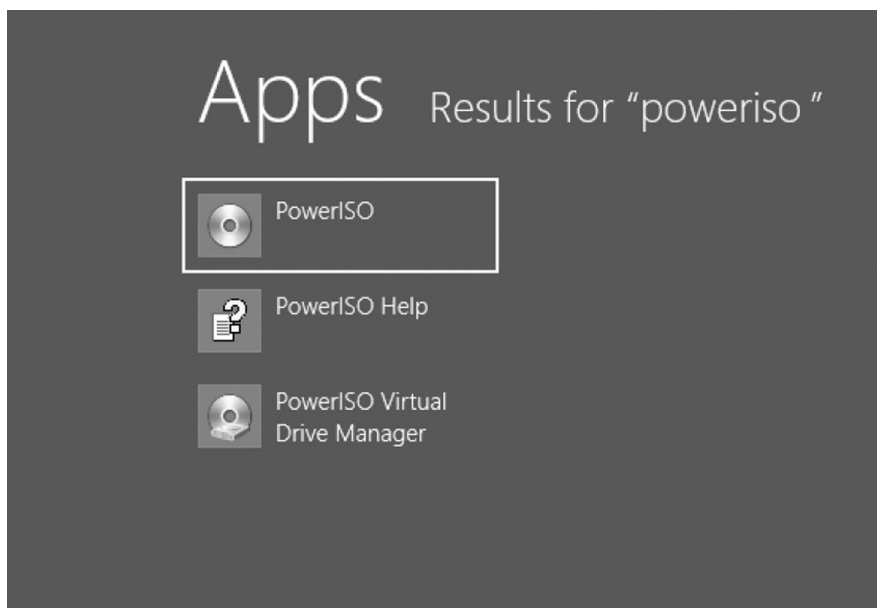 Apps Results for “poweriso ”
PowerISO
PowerISO Help
PowerISO Virtual
Drive Manager